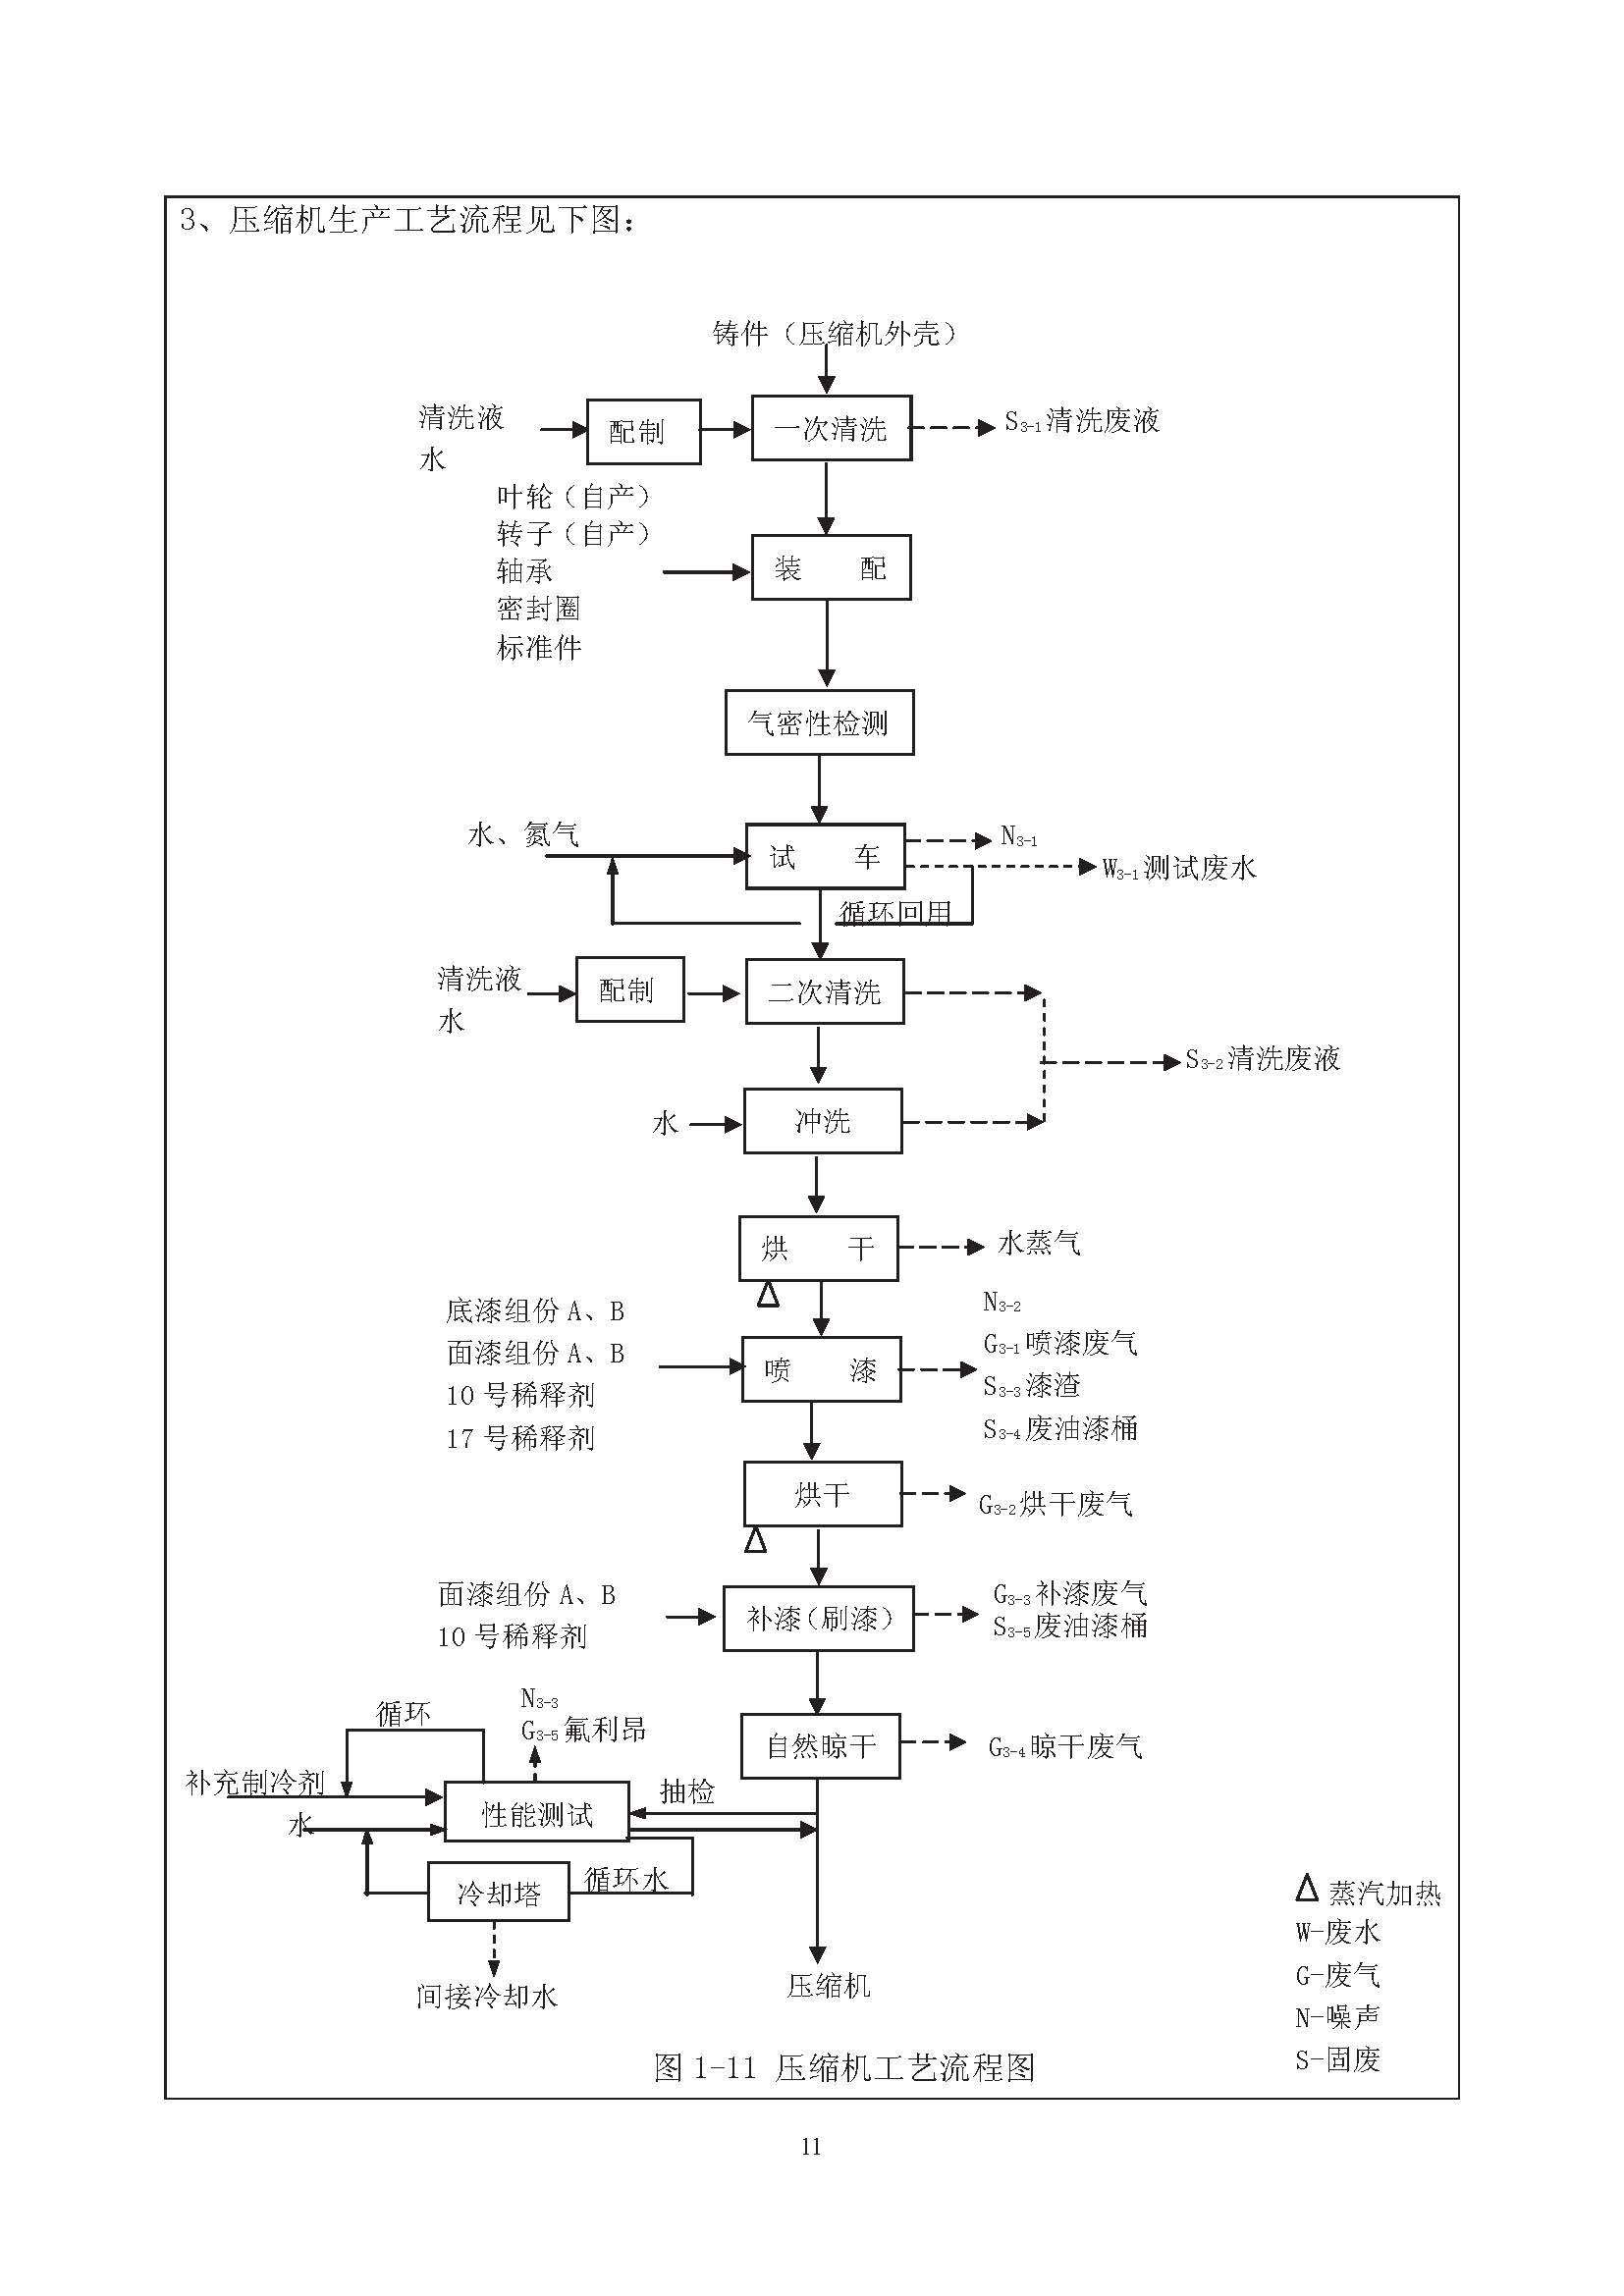 3、压缩机生产工艺流程见下图：
铸件（压缩机外壳）
清洗液
水
配制
一次清洗
S3-1清洗废液
叶轮（自产）
转子（自产）
轴承
密封圈
标准件
装 配
气密性检测
水、氮气
试 车
N3-1
W3-1测试废水
循环回用
清洗液
水
配制
二次清洗
S3-2清洗废液
水
冲洗
烘 干
水蒸气
底漆组份 A、B
面漆组份 A、B
10 号稀释剂
17 号稀释剂
喷 漆
N3-2
G3-1喷漆废气
S3-3漆渣
S3-4废油漆桶
烘干
G3-2烘干废气
面漆组份 A、B
10 号稀释剂
补漆（刷漆）
G3-3补漆废气
S3-5废油漆桶
自然晾干
G3-4晾干废气
循环
N3-3
G3-5氟利昂
补充制冷剂
水
性能测试
抽检
冷却塔
循环水
间接冷却水
压缩机
蒸汽加热
W-废水
G-废气
N-噪声
S-固废
图 1-11 压缩机工艺流程图
11